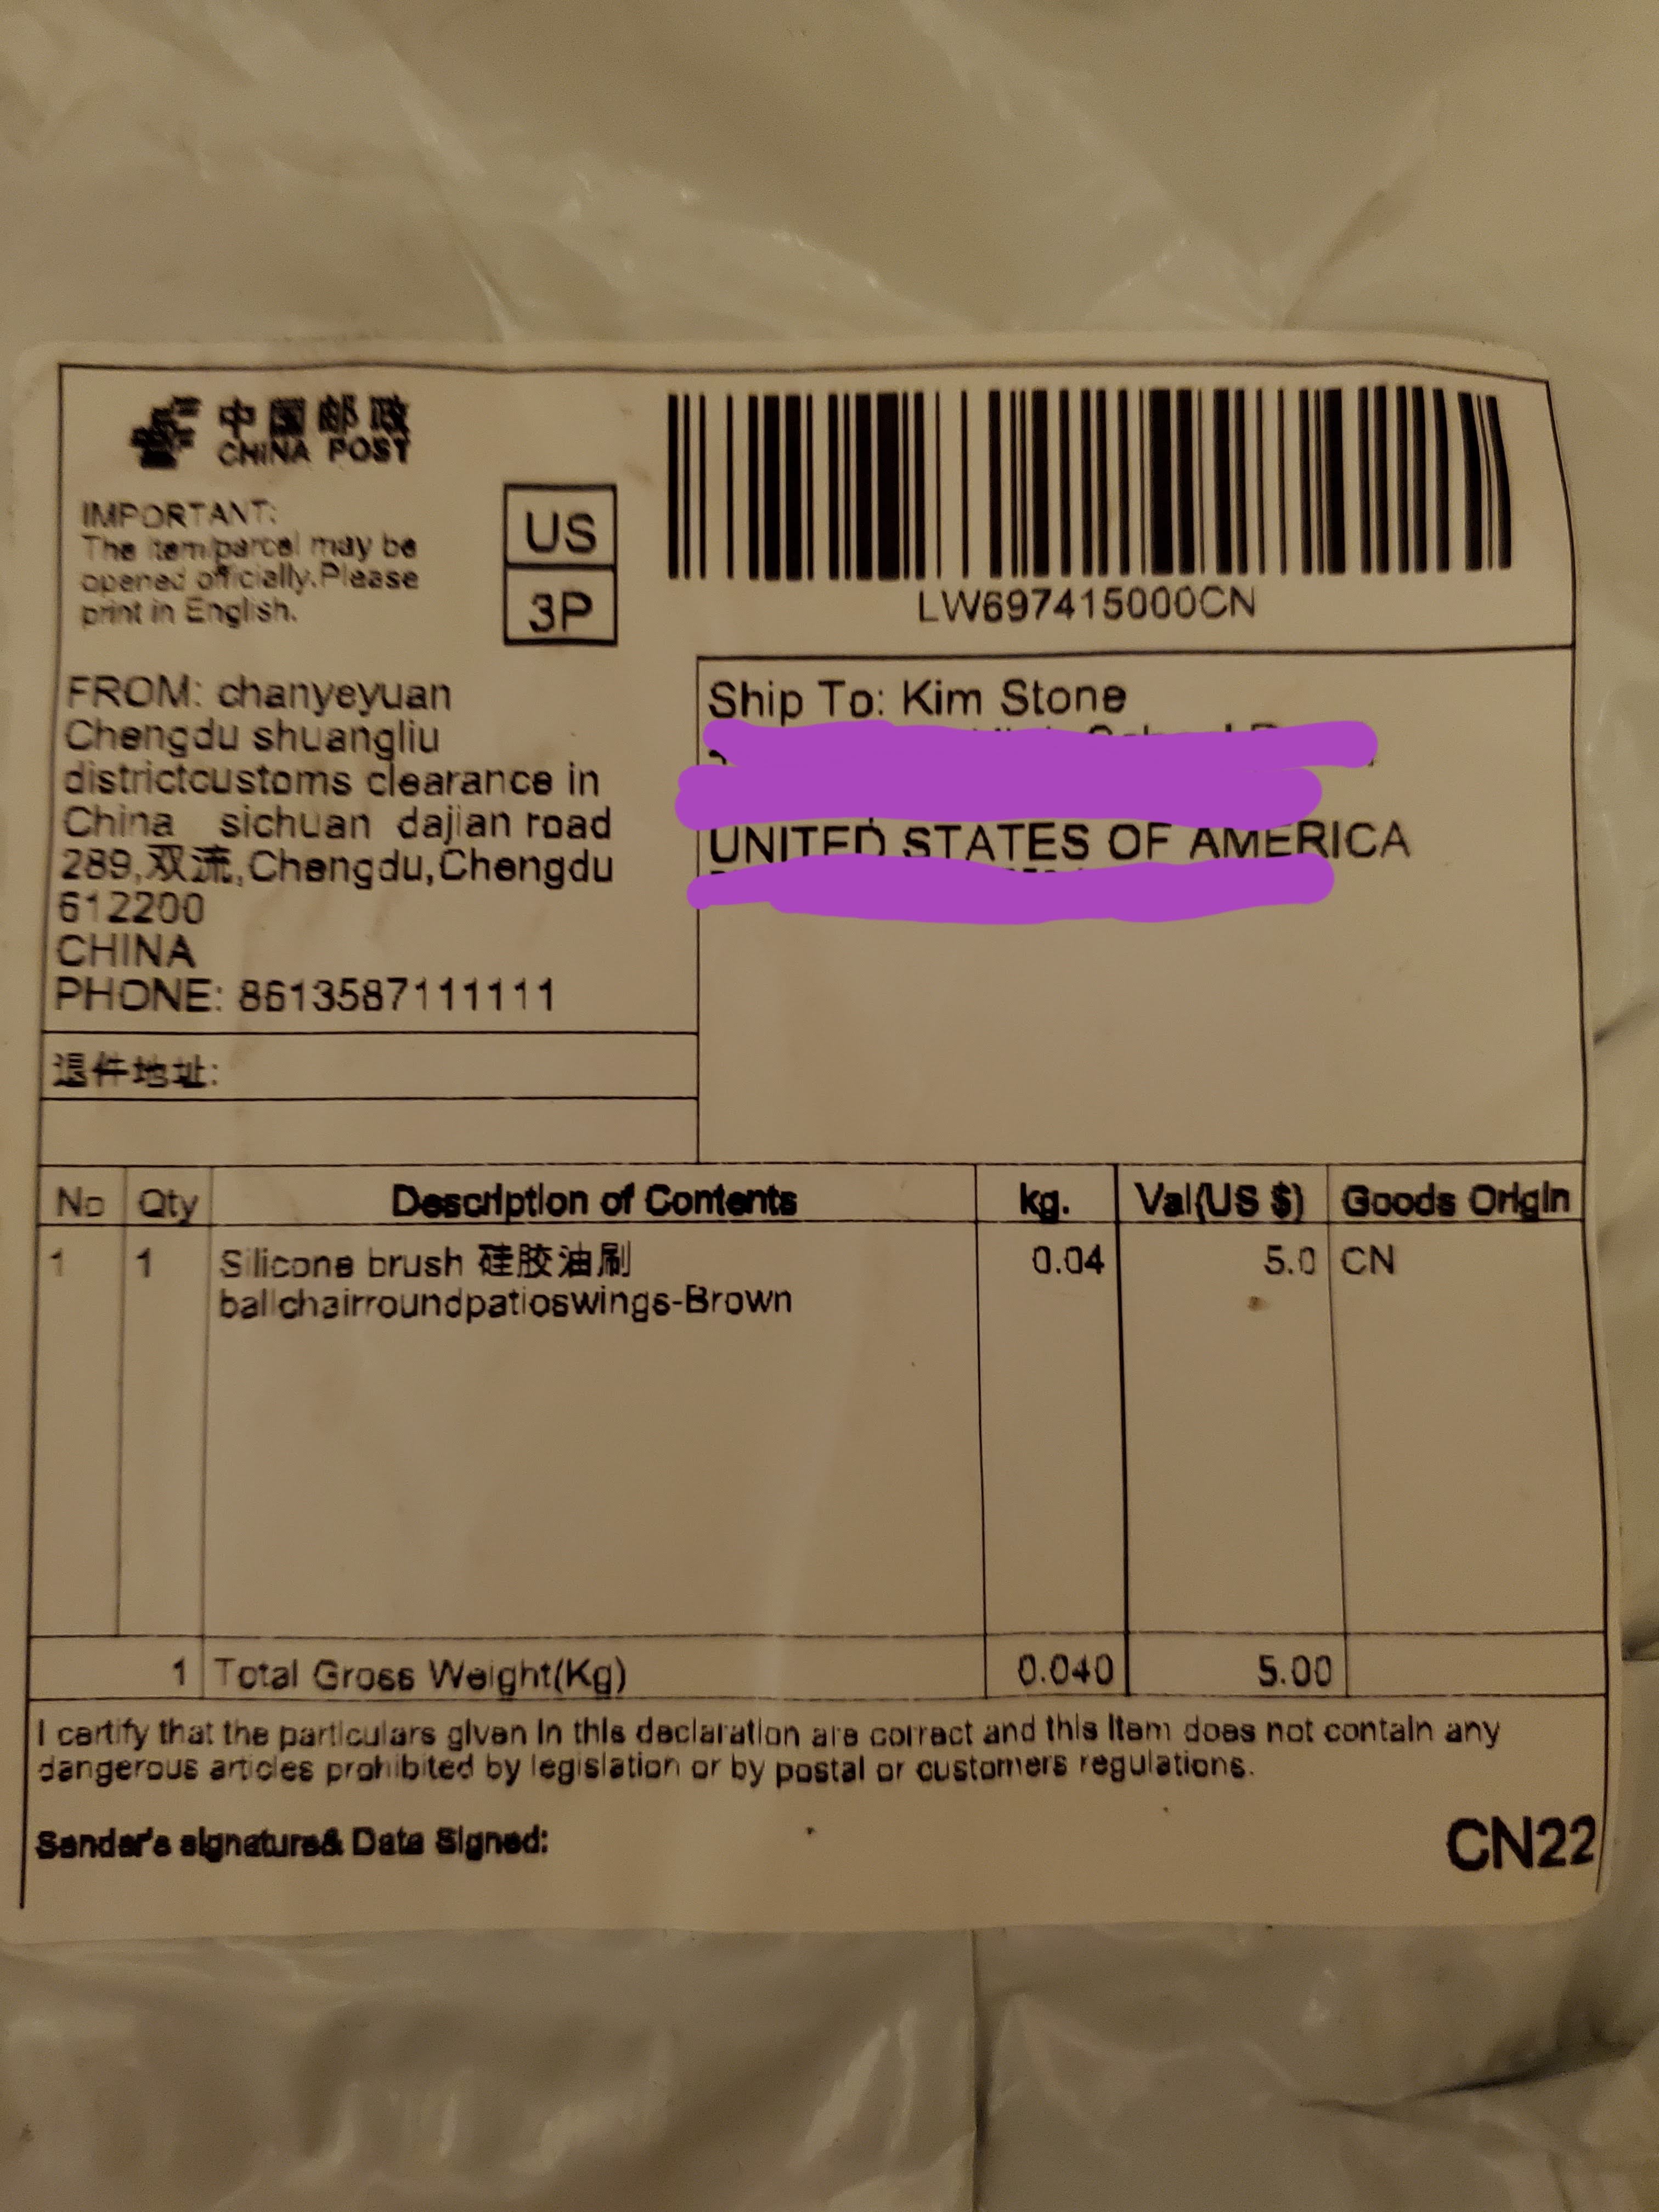 中国邮政
CHINA POST
IMPORTANT:
The item/parcel may be
opened officially.Please
print in English.
US
3P
LW697415000CN
FROM: chanyeyuan
Chengdu shuangliu
districtcustoms clearance in
China sichuan dajian road
289,双流,Chengdu,Chengdu
612200
CHINA
PHONE: 8613587111111
Ship To: Kim Stone
UNITED STATES OF AMERICA
退件地址:
No Qty Description of Contents kg. Val(US $) Goods Origin
1 1 Silicone brush 硅胶油刷 0.04 5.0 CN
ballchairroundpatioswings-Brown
1 Total Gross Weight(Kg) 0.040 5.00
I certify that the particulars given in this declaration are correct and this item does not contain any
dangerous articles prohibited by legislation or by postal or customers regulations.
Sender's signature& Data Signed:
CN22